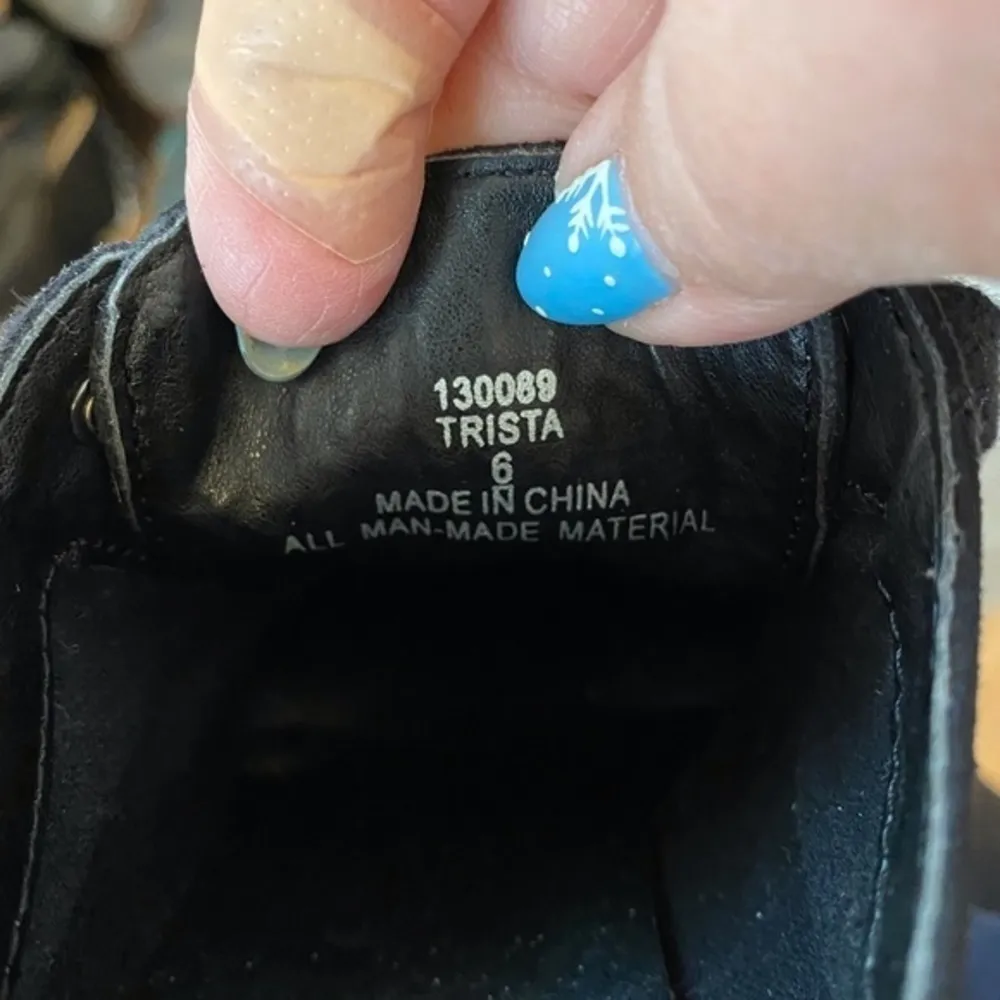 130089
TRISTA
6
MADE IN CHINA
ALL MAN-MADE MATERIAL